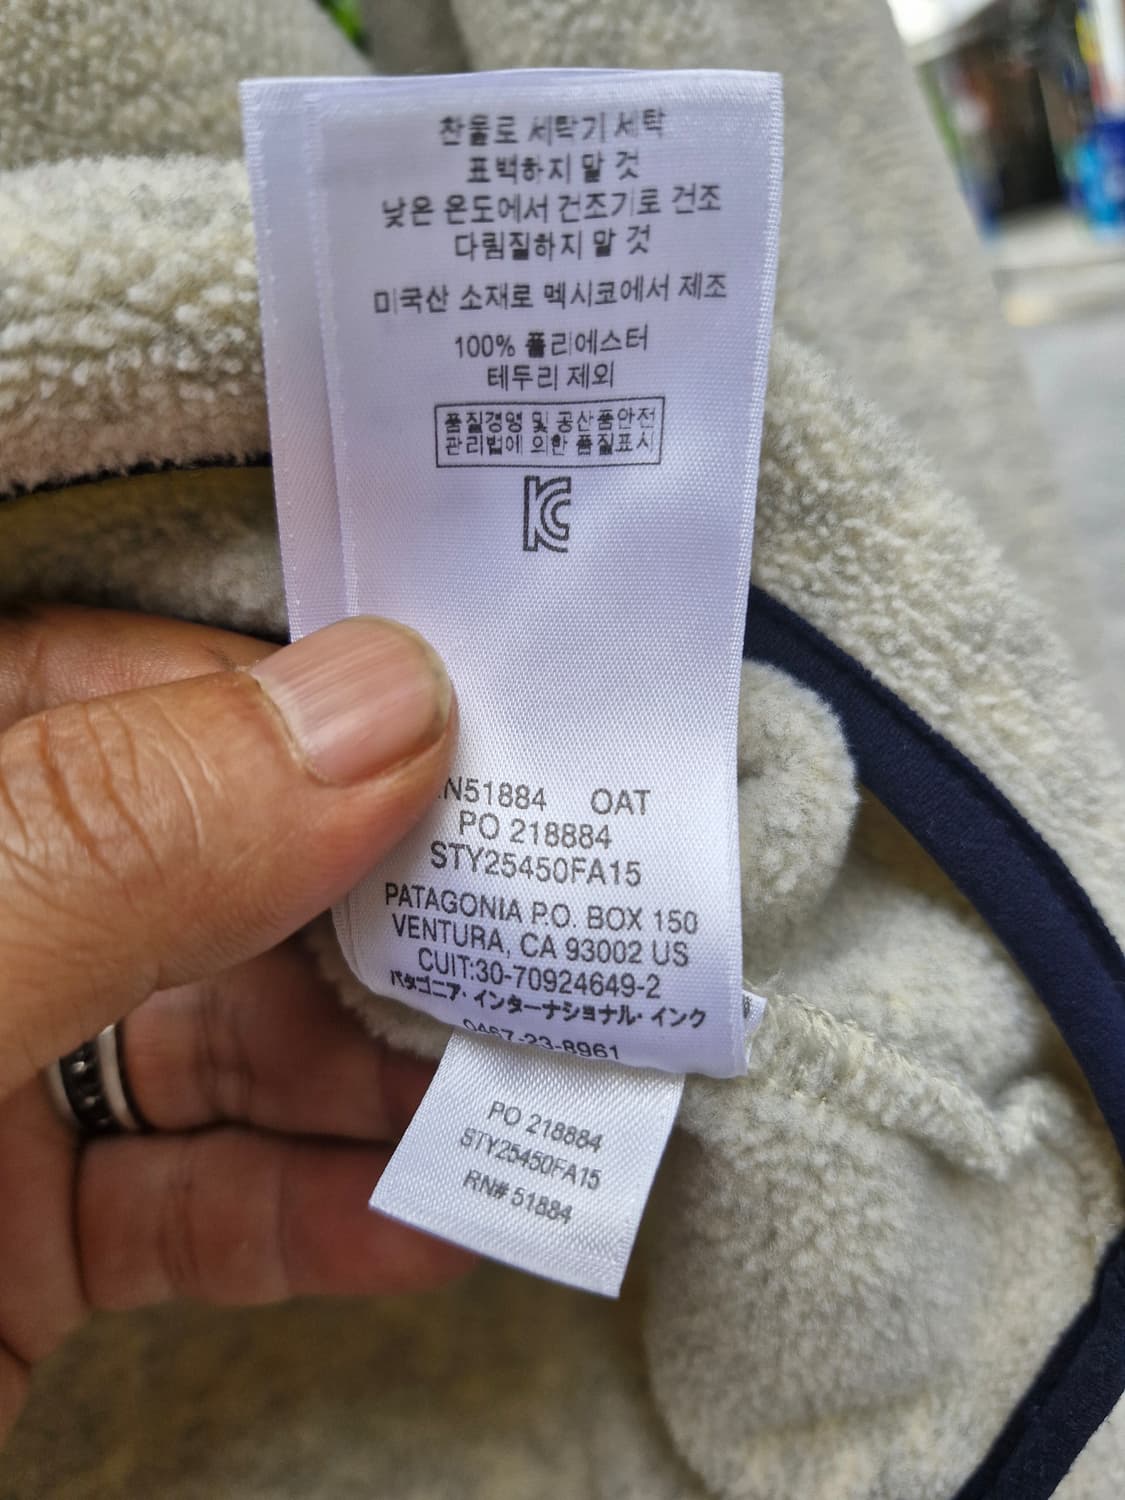 찬물로 세탁기 세탁
표백하지 말 것
낮은 온도에서 건조기로 건조
다림질하지 말 것
미국산 소재로 멕시코에서 제조
100% 폴리에스터
테두리 제외
품질경영 및 공산품안전
관리법에 의한 품질표시
KC
N51884 OAT
PO 218884
STY25450FA15
PATAGONIA P.O. BOX 150
VENTURA, CA 93002 US
CUIT:30-70924649-2
パタゴニア・インターナショナル・インク
0467-23-8961
PO 218884
STY25450FA15
RN# 51884